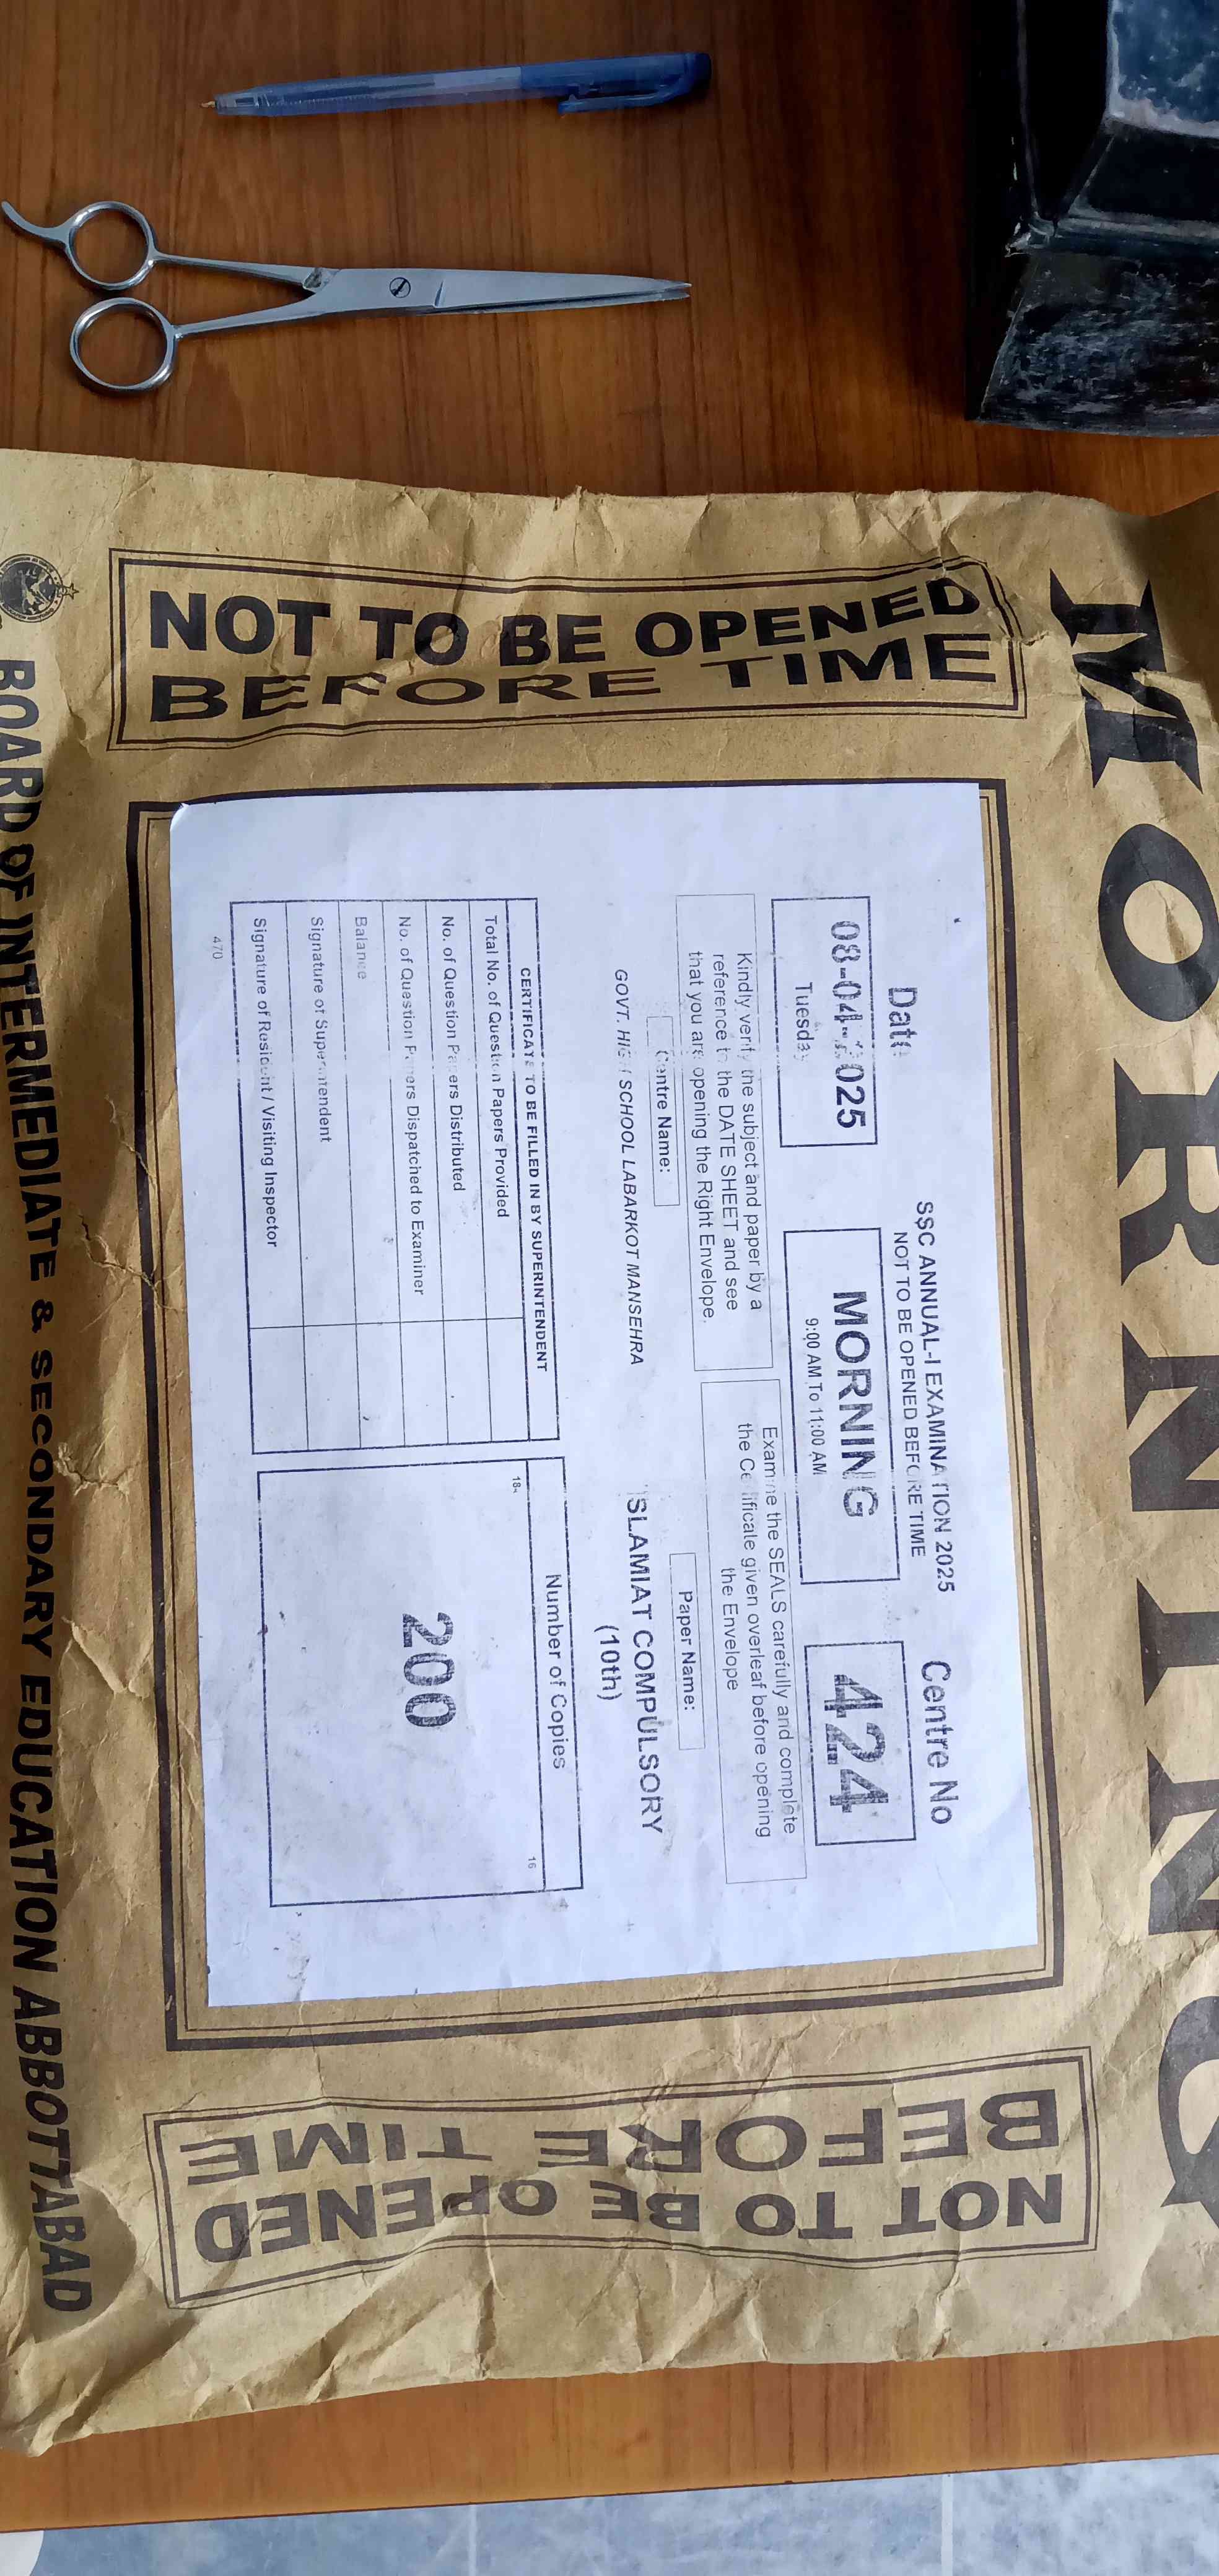 MORNING
NOT TO BE OPENED
BEFORE TIME
SSC ANNUAL-I EXAMINATION 2025
NOT TO BE OPENED BEFORE TIME
Date
08-04-2025
Tuesday
MORNING
9:00 AM To 11:00 AM
Centre No
424
Kindly verify the subject and paper by a
reference to the DATE SHEET and see
that you are opening the Right Envelope.
Examine the SEALS carefully and complete
the Certificate given overleaf before opening
the Envelope
Centre Name:
GOVT. HIGH SCHOOL LABARKOT MANSEHRA
Paper Name:
ISLAMIAT COMPULSORY
(10th)
CERTIFICATE TO BE FILLED IN BY SUPERINTENDENT
Total No. of Question Papers Provided
No. of Question Papers Distributed
No. of Question Papers Dispatched to Examiner
Balance
Signature of Superintendent
Signature of Resident / Visiting Inspector
470
Number of Copies
16
200
NOT TO BE OPENED
BEFORE TIME
BOARD OF INTERMEDIATE & SECONDARY EDUCATION ABBOTTABAD